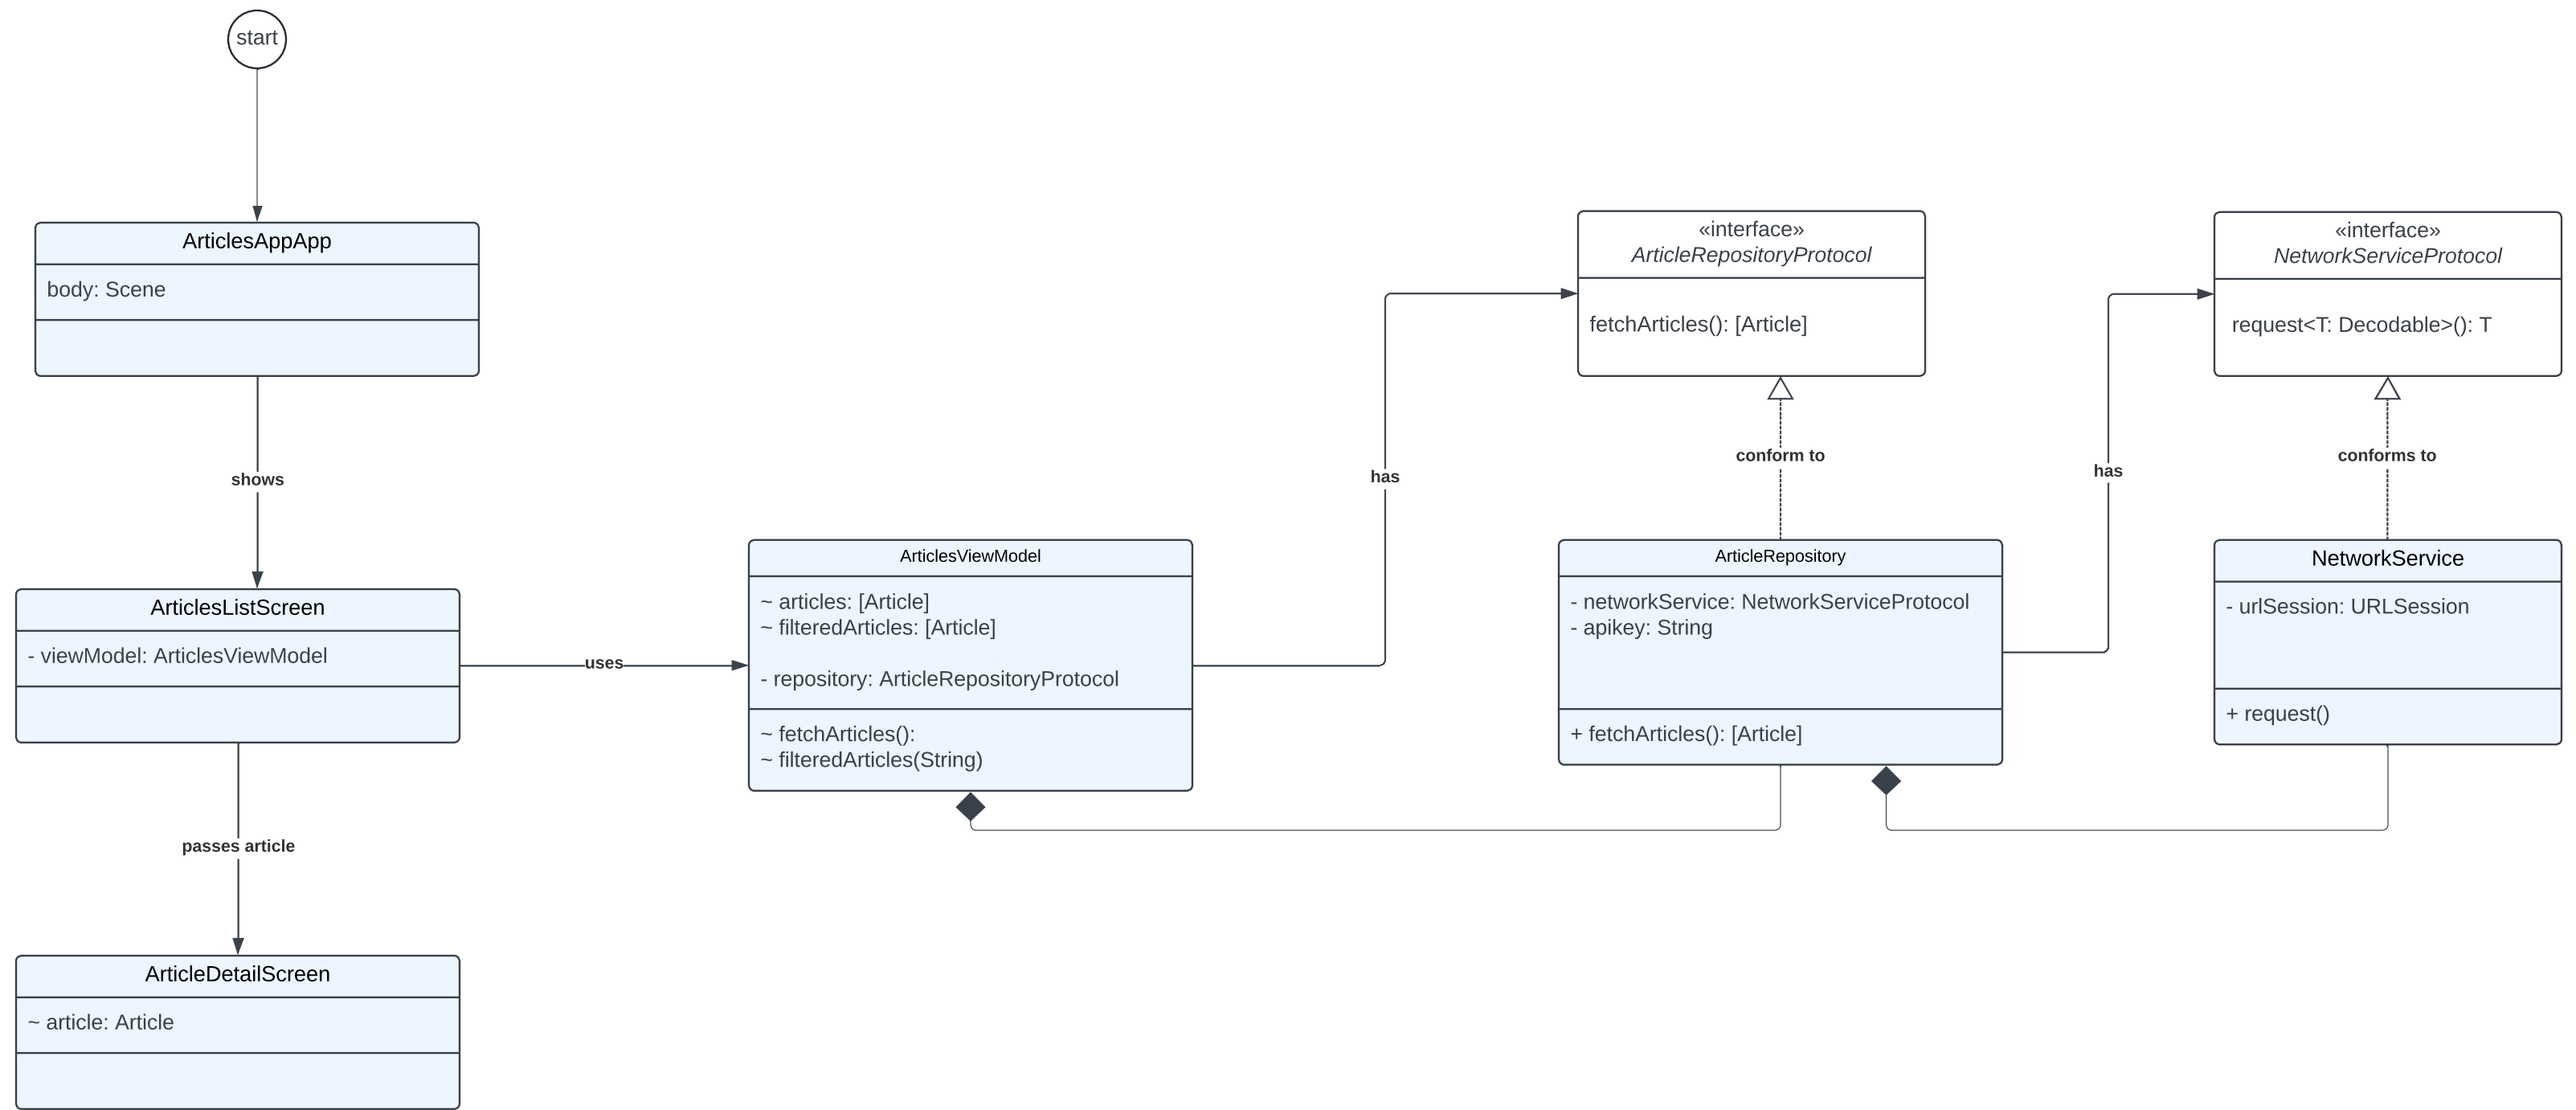 start
ArticlesAppApp
body: Scene
shows
ArticlesListScreen
- viewModel: ArticlesViewModel
uses
passes article
ArticleDetailScreen
~ article: Article
ArticlesViewModel
~ articles: [Article]
~ filteredArticles: [Article]
- repository: ArticleRepositoryProtocol
~ fetchArticles():
~ filteredArticles(String)
has
«interface»
ArticleRepositoryProtocol
fetchArticles(): [Article]
conform to
ArticleRepository
- networkService: NetworkServiceProtocol
- apikey: String
+ fetchArticles(): [Article]
has
«interface»
NetworkServiceProtocol
request<T: Decodable>(): T
conforms to
NetworkService
- urlSession: URLSession
+ request()